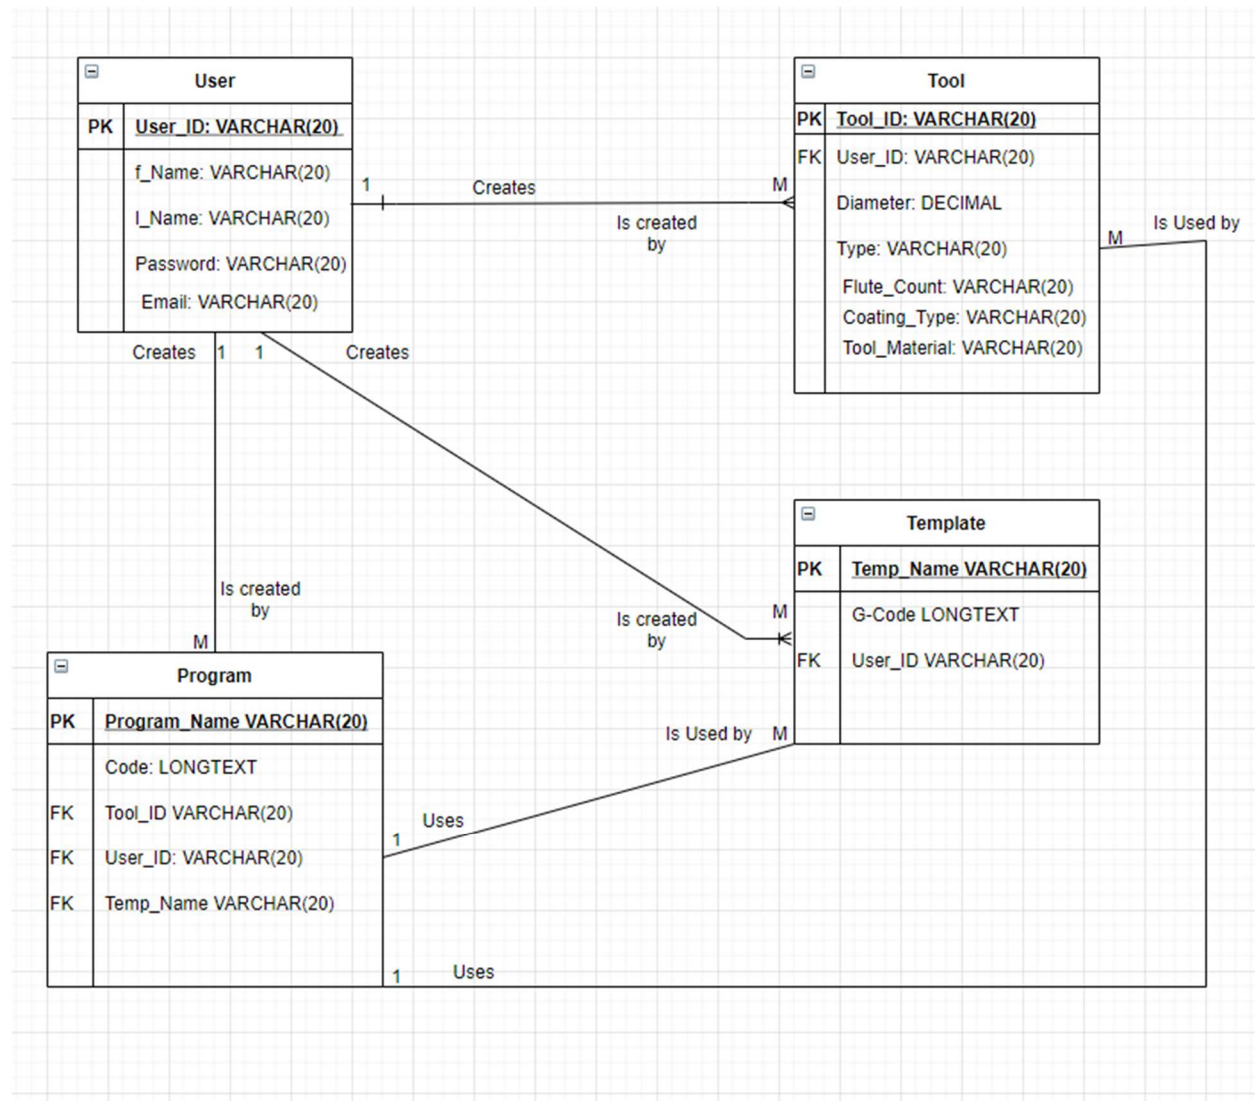 User
PK User_ID: VARCHAR(20)
f_Name: VARCHAR(20)
l_Name: VARCHAR(20)
Password: VARCHAR(20)
Email: VARCHAR(20)
Tool
PK Tool_ID: VARCHAR(20)
FK User_ID: VARCHAR(20)
Diameter: DECIMAL
Type: VARCHAR(20)
Flute_Count: VARCHAR(20)
Coating_Type: VARCHAR(20)
Tool_Material: VARCHAR(20)
1 Creates M
Is created
by
M Is Used by
Creates 1 1 Creates
Is created
by
M
Is created
by
M
Template
PK Temp_Name VARCHAR(20)
G-Code LONGTEXT
FK User_ID VARCHAR(20)
Program
PK Program_Name VARCHAR(20)
Code: LONGTEXT
FK Tool_ID VARCHAR(20)
FK User_ID: VARCHAR(20)
FK Temp_Name VARCHAR(20)
Is Used by M
1 Uses
1 Uses